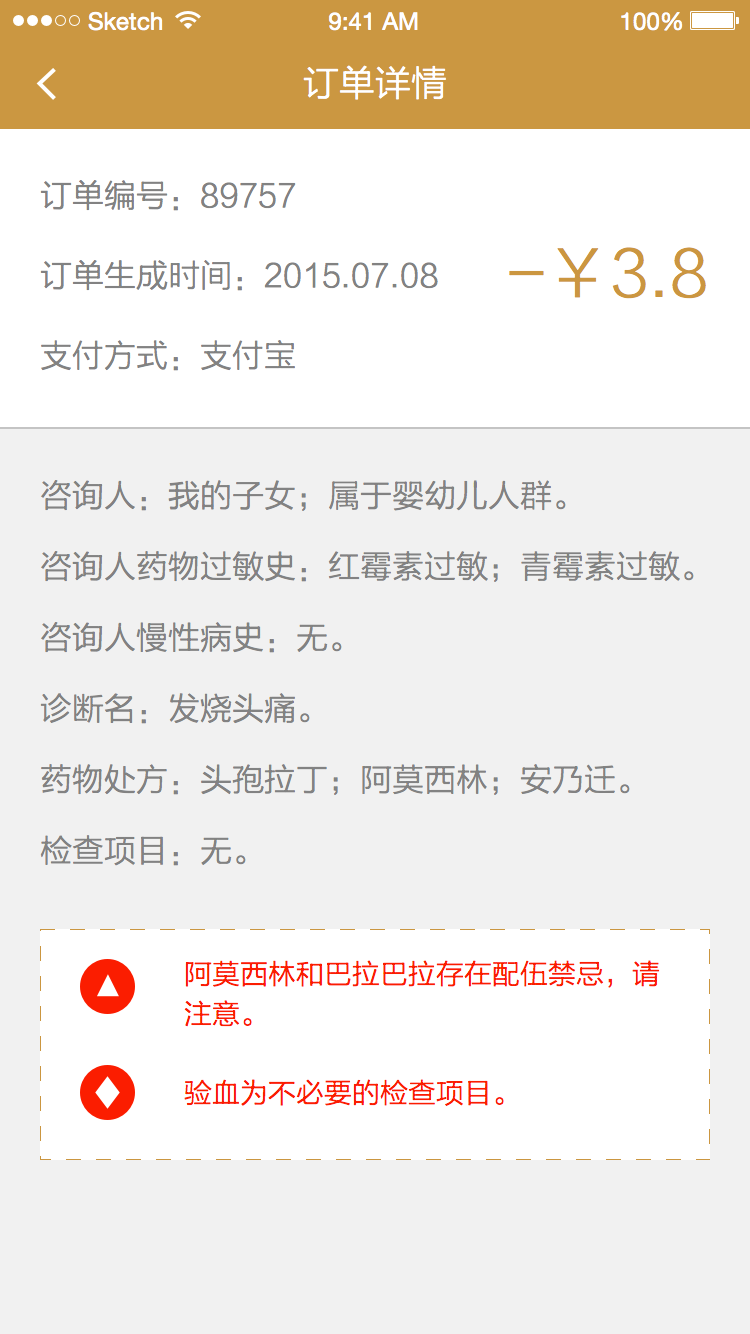 Sketch 9:41 AM 100%
订单详情
订单编号：89757
订单生成时间：2015.07.08
-￥3.8
支付方式：支付宝
咨询人：我的子女；属于婴幼儿人群。
咨询人药物过敏史：红霉素过敏；青霉素过敏。
咨询人慢性病史：无。
诊断名：发烧头痛。
药物处方：头孢拉丁；阿莫西林；安乃迁。
检查项目：无。
阿莫西林和巴拉巴拉存在配伍禁忌，请
注意。
验血为不必要的检查项目。